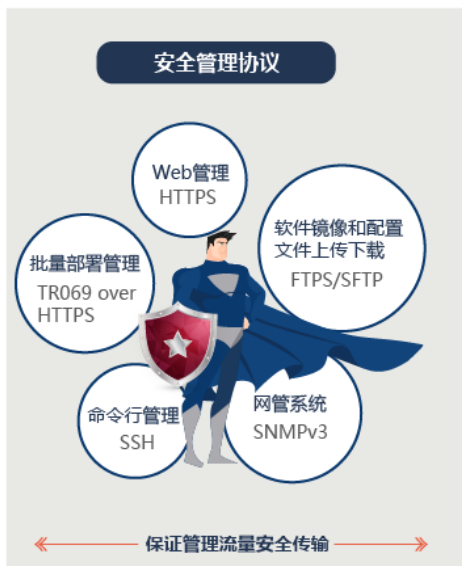 安全管理协议
Web管理
HTTPS
软件镜像和配置
文件上传下载
FTPS/SFTP
批量部署管理
TR069 over
HTTPS
命令行管理
SSH
网管系统
SNMPv3
保证管理流量安全传输